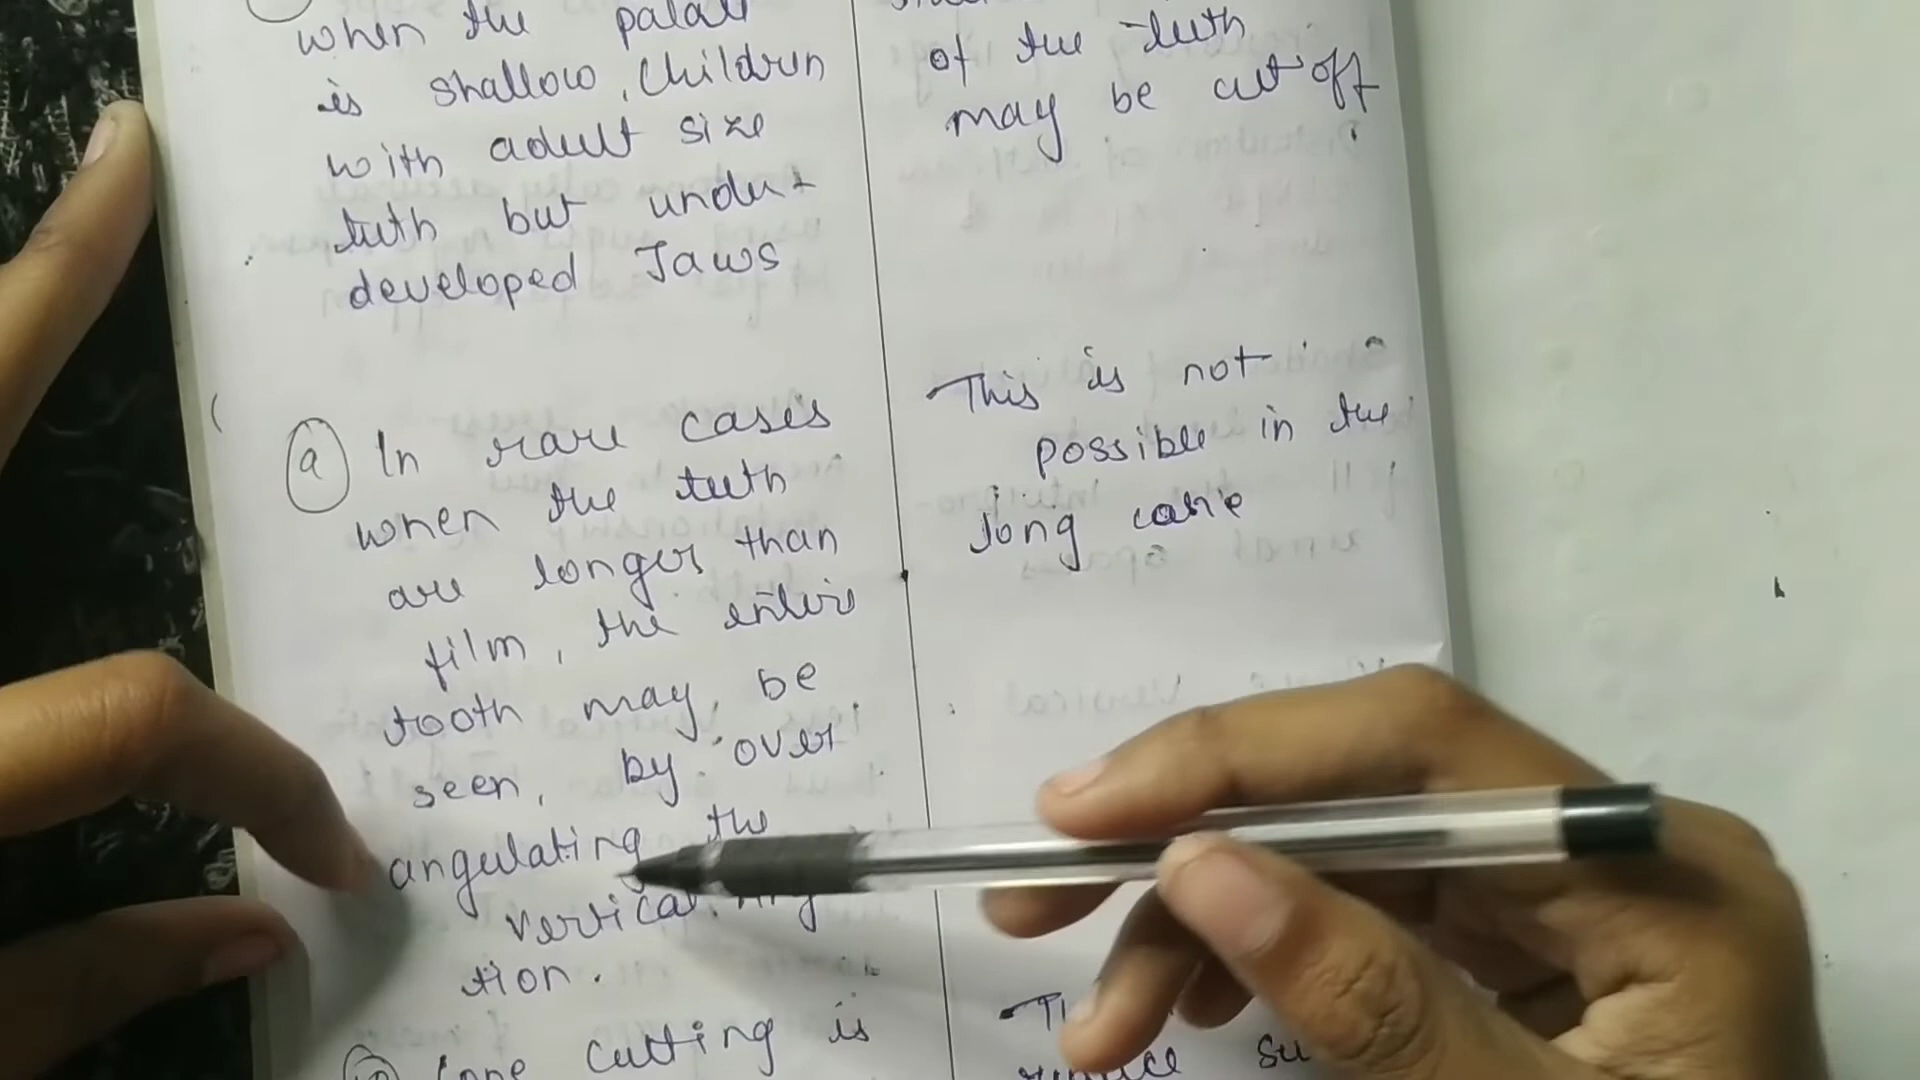 when the palate
is shallow, Children
with adult size
teeth but under
developed Jaws
of the teeth
may be cut off
(9) In rare cases
when the teeth
are longer than
film, the entire
tooth may be
seen, by over
angulating the
vertical
tion.
This is not
possible in the
long cone
cone cutting is